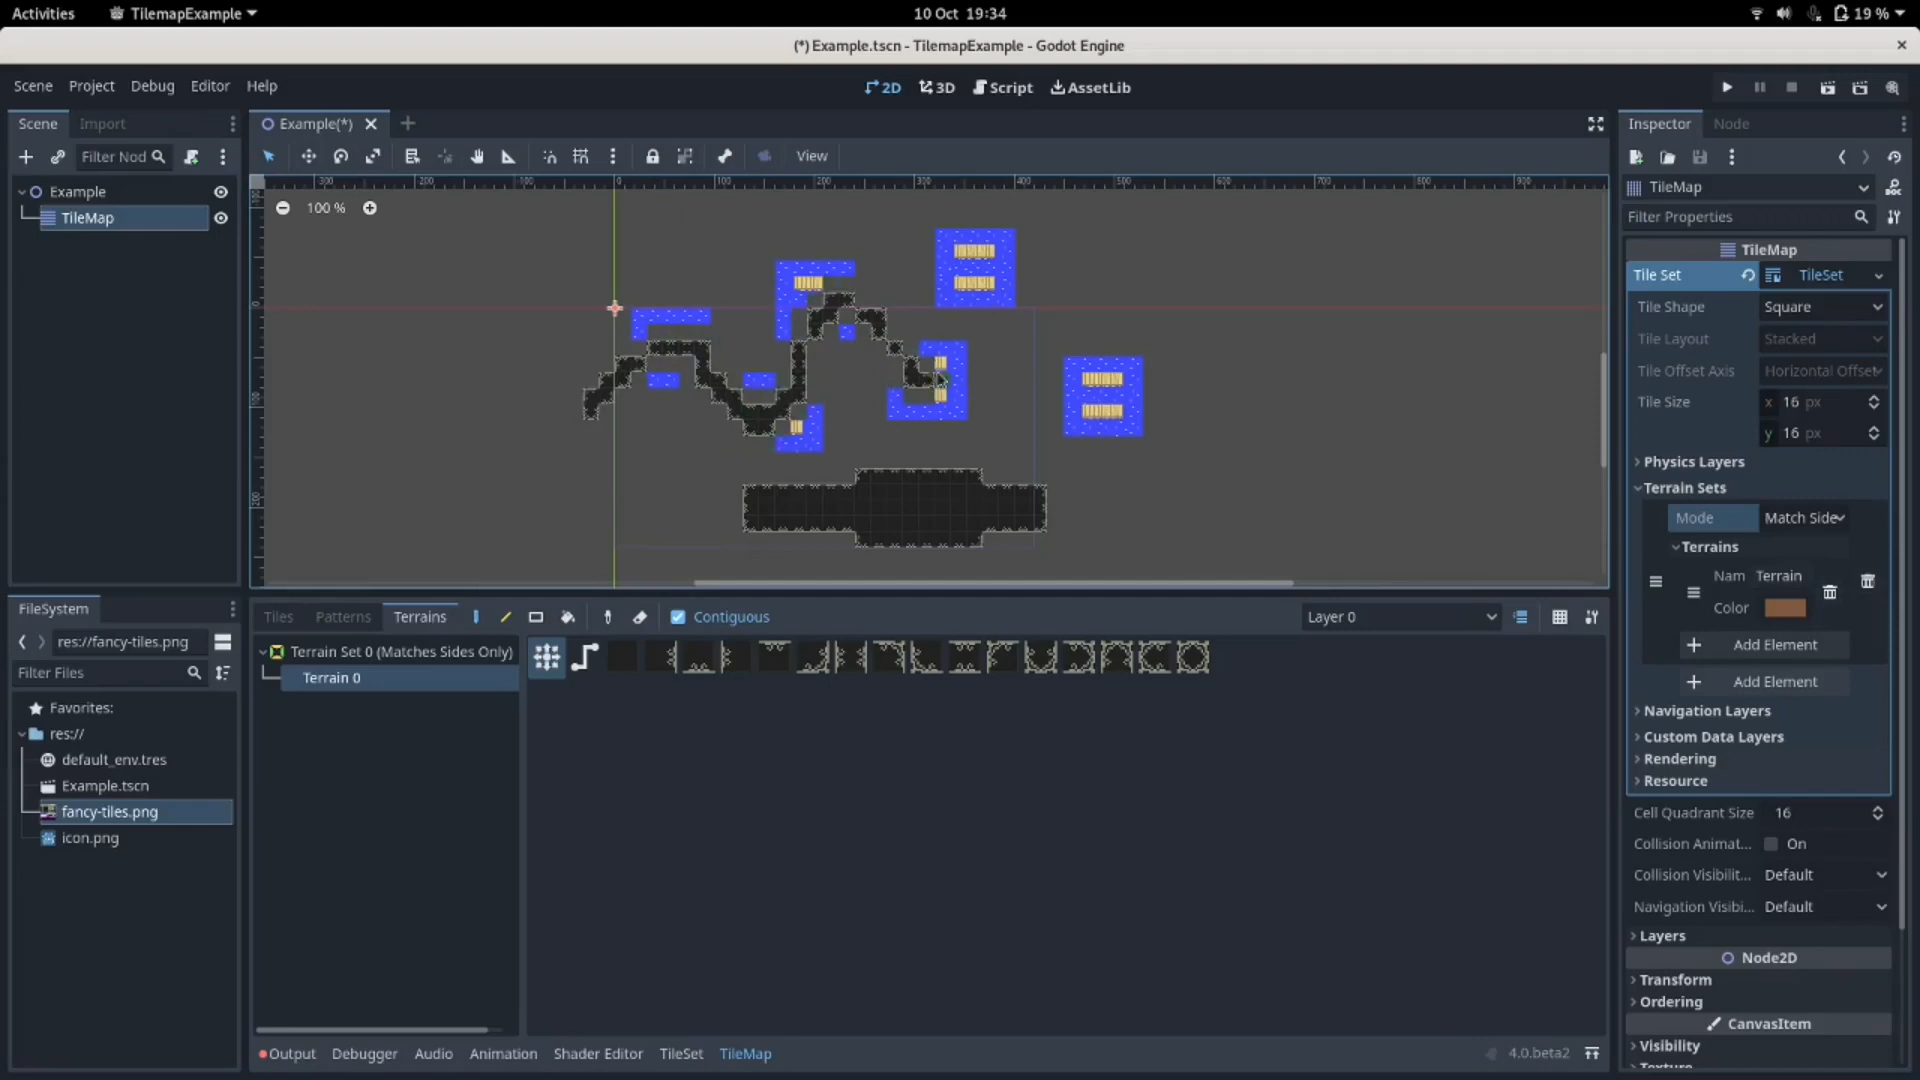 Activities TilemapExample 10 Oct 19:34 19 %
(*) Example.tscn - TilemapExample - Godot Engine
Scene Project Debug Editor Help 2D 3D Script AssetLib
Scene Import
Filter Nod
Example
TileMap
Example(*)
View
100 %
FileSystem
res://fancy-tiles.png
Filter Files
Favorites:
res://
default_env.tres
Example.tscn
fancy-tiles.png
icon.png
Tiles Patterns Terrains Contiguous Layer 0
Terrain Set 0 (Matches Sides Only)
Terrain 0
Output Debugger Audio Animation Shader Editor TileSet TileMap 4.0.beta2
Inspector Node
TileMap
Filter Properties
TileMap
Tile Set TileSet
Tile Shape Square
Tile Layout Stacked
Tile Offset Axis Horizontal Offset
Tile Size x 16 px
y 16 px
Physics Layers
Terrain Sets
Mode Match Side
Terrains
Nam Terrain
Color
Add Element
Add Element
Navigation Layers
Custom Data Layers
Rendering
Resource
Cell Quadrant Size 16
Collision Animat... On
Collision Visibilit... Default
Navigation Visibi... Default
Layers
Node2D
Transform
Ordering
CanvasItem
Visibility